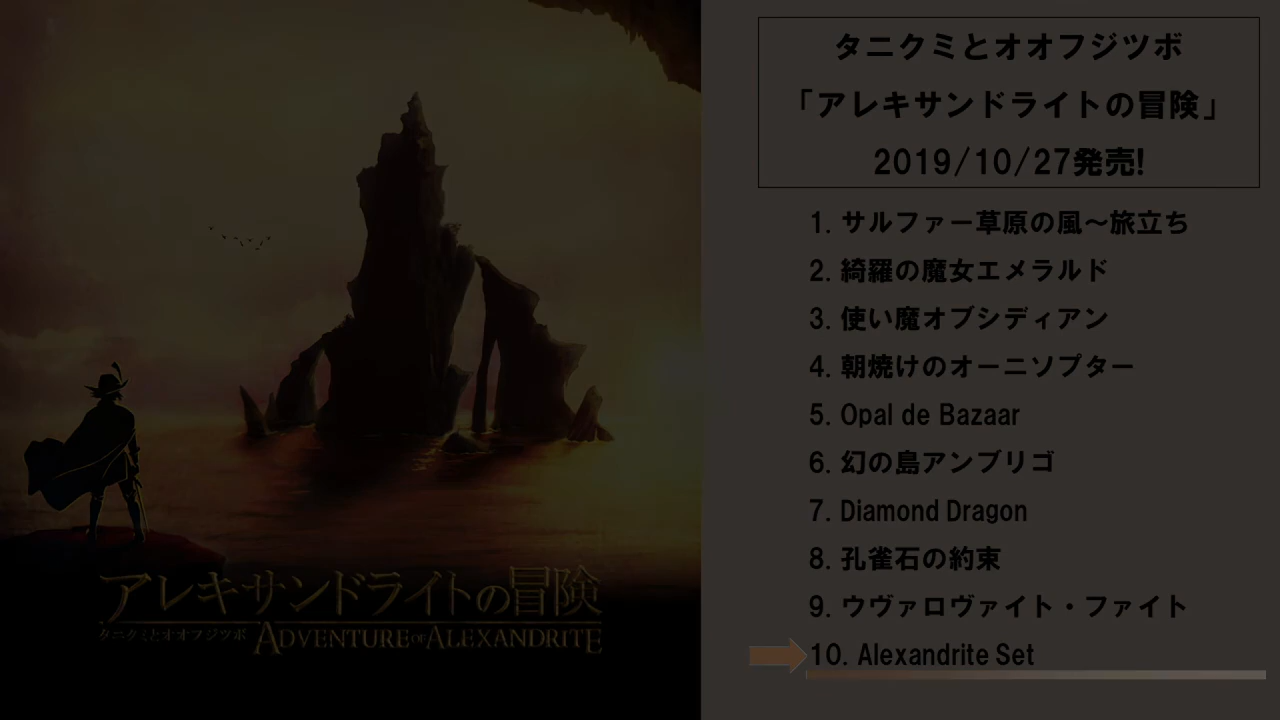 タニクミとオオフジツボ
「アレキサンドライトの冒険」
2019/10/27発売!
1. サルファー草原の風～旅立ち
2. 綺羅の魔女エメラルド
3. 使い魔オブシディアン
4. 朝焼けのオーニソプター
5. Opal de Bazaar
6. 幻の島アンブリゴ
7. Diamond Dragon
8. 孔雀石の約束
9. ウヴァロヴァイト・ファイト
10. Alexandrite Set
アレキサンドライトの冒険
タニクミとオオフジツボ ADVENTURE OF ALEXANDRITE